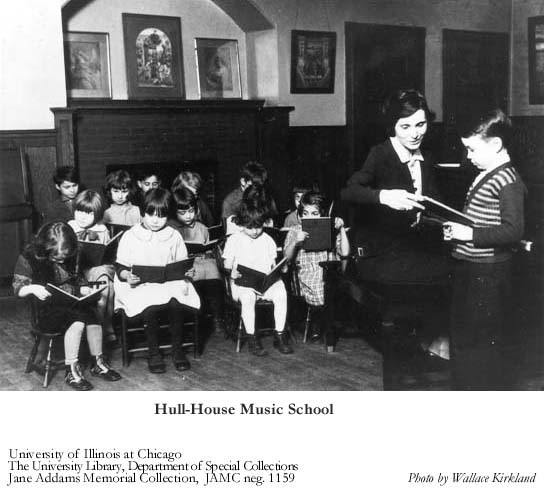 Hull-House Music School
University of Illinois at Chicago
The University Library, Department of Special Collections
Jane Addams Memorial Collection, JAMC neg. 1159
Photo by Wallace Kirkland